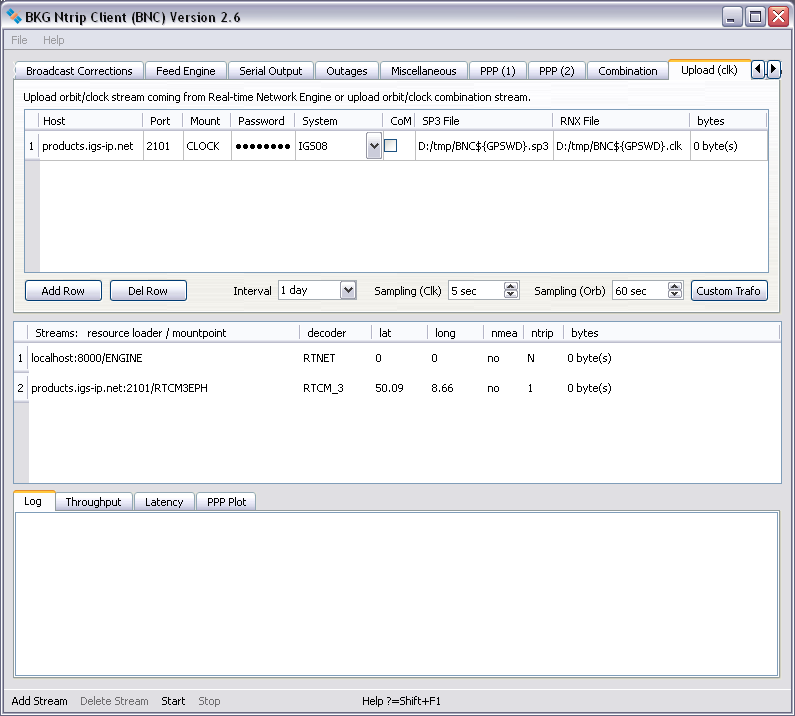 BKG Ntrip Client (BNC) Version 2.6
File Help
Broadcast Corrections Feed Engine Serial Output Outages Miscellaneous PPP (1) PPP (2) Combination Upload (clk)
Upload orbit/clock stream coming from Real-time Network Engine or upload orbit/clock combination stream.
Host Port Mount Password System CoM SP3 File RNX File bytes
1 products.igs-ip.net 2101 CLOCK ●●●●●●●● IGS08 D:/tmp/BNC${GPSWD}.sp3 D:/tmp/BNC${GPSWD}.clk 0 byte(s)
Add Row Del Row Interval 1 day Sampling (Clk) 5 sec Sampling (Orb) 60 sec Custom Trafo
Streams: resource loader / mountpoint decoder lat long nmea ntrip bytes
1 localhost:8000/ENGINE RTNET 0 0 no N 0 byte(s)
2 products.igs-ip.net:2101/RTCM3EPH RTCM_3 50.09 8.66 no 1 0 byte(s)
Log Throughput Latency PPP Plot
Add Stream Delete Stream Start Stop Help ?=Shift+F1